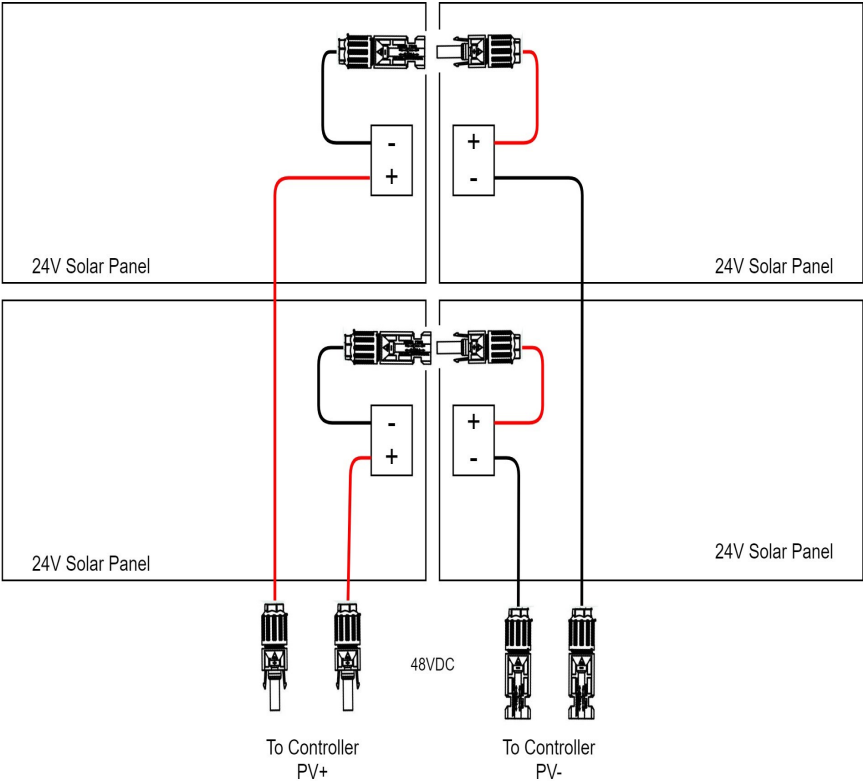 -
+
+
-
24V Solar Panel
24V Solar Panel
-
+
+
-
24V Solar Panel
24V Solar Panel
48VDC
To Controller
PV+
To Controller
PV-